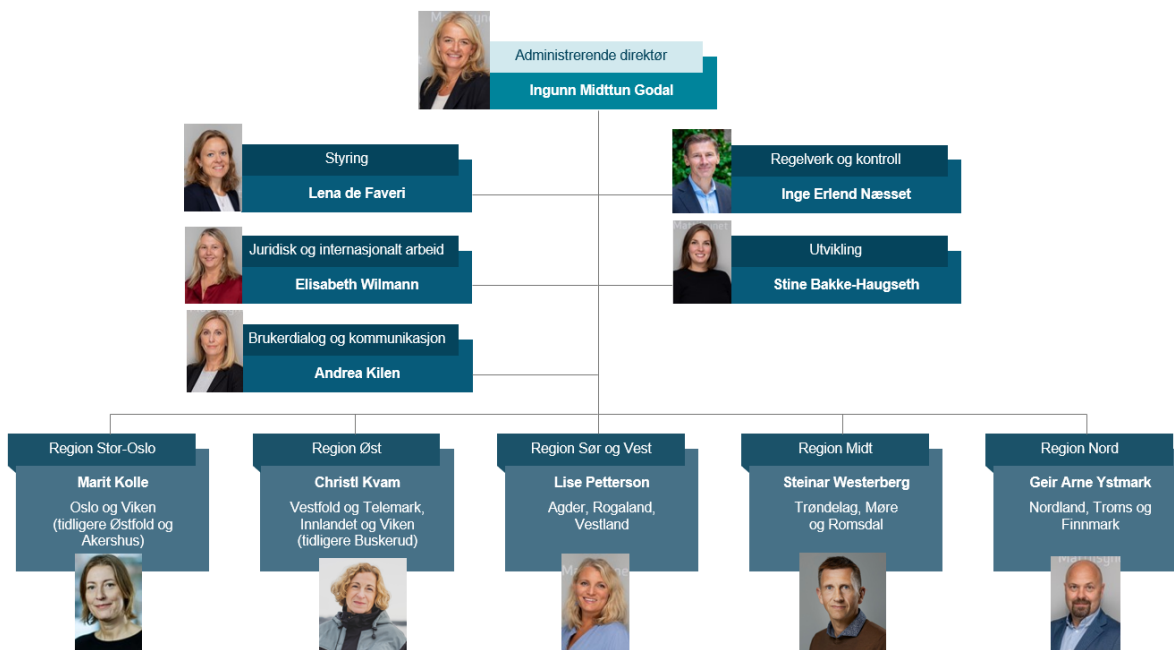 Administrerende direktør
Ingunn Midttun Godal
Styring
Lena de Faveri
Regelverk og kontroll
Inge Erlend Næsset
Juridisk og internasjonalt arbeid
Elisabeth Wilmann
Utvikling
Stine Bakke-Haugseth
Brukerdialog og kommunikasjon
Andrea Kilen
Region Stor-Oslo
Marit Kolle
Oslo og Viken
(tidligere Østfold og
Akershus)
Region Øst
Christl Kvam
Vestfold og Telemark,
Innlandet og Viken
(tidligere Buskerud)
Region Sør og Vest
Lise Petterson
Agder, Rogaland,
Vestland
Region Midt
Steinar Westerberg
Trøndelag, Møre
og Romsdal
Region Nord
Geir Arne Ystmark
Nordland, Troms og
Finnmark